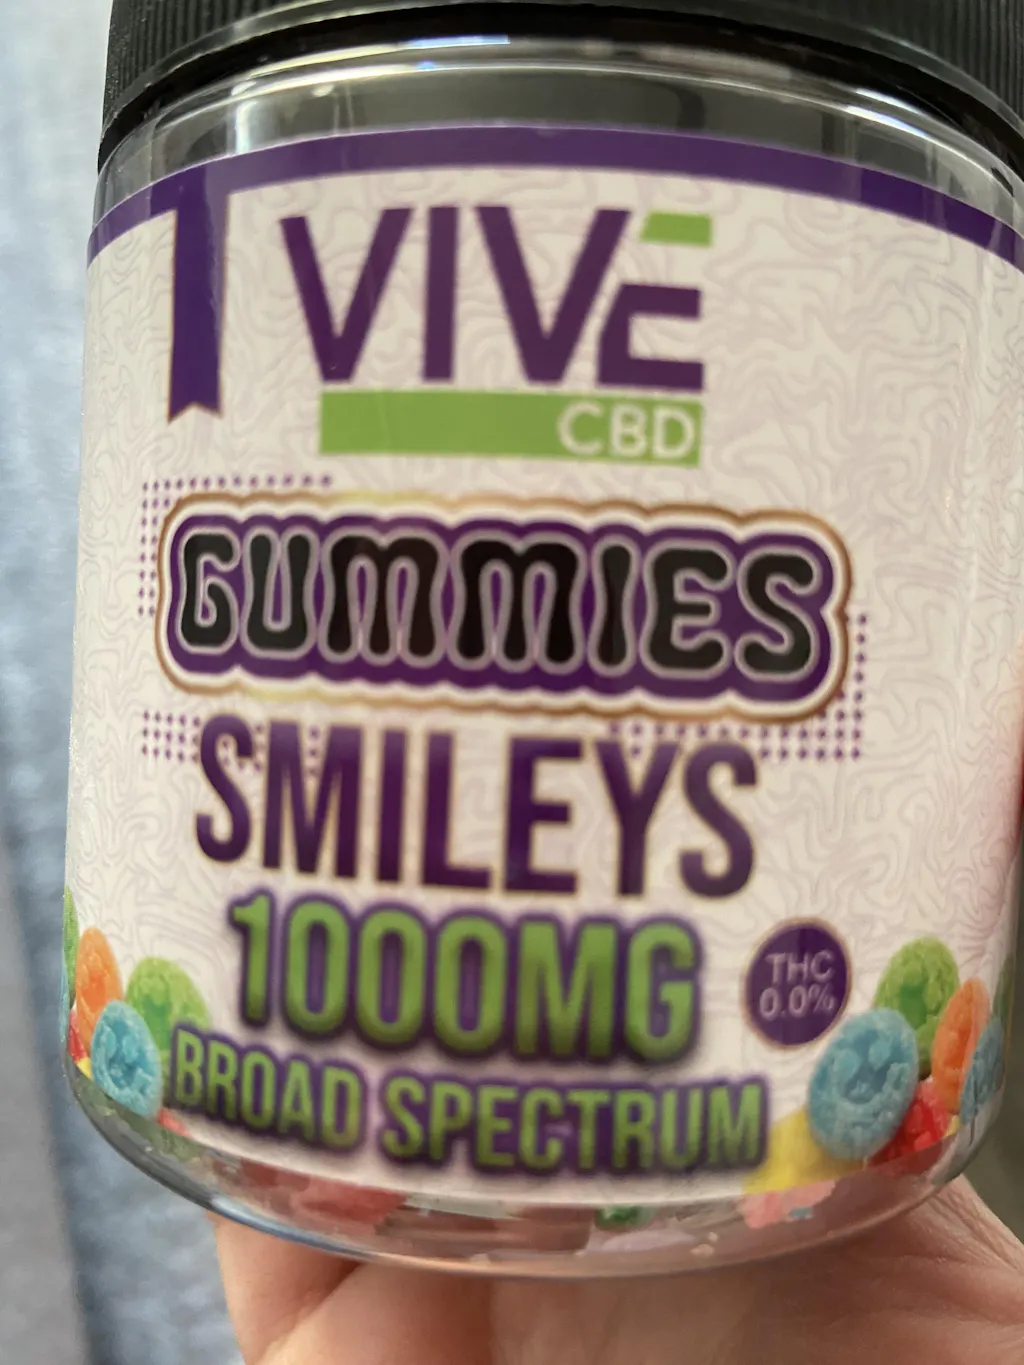 VIVE
CBD
GUMMIES
SMILEYS
1000MG
THC
0.0%
BROAD SPECTRUM